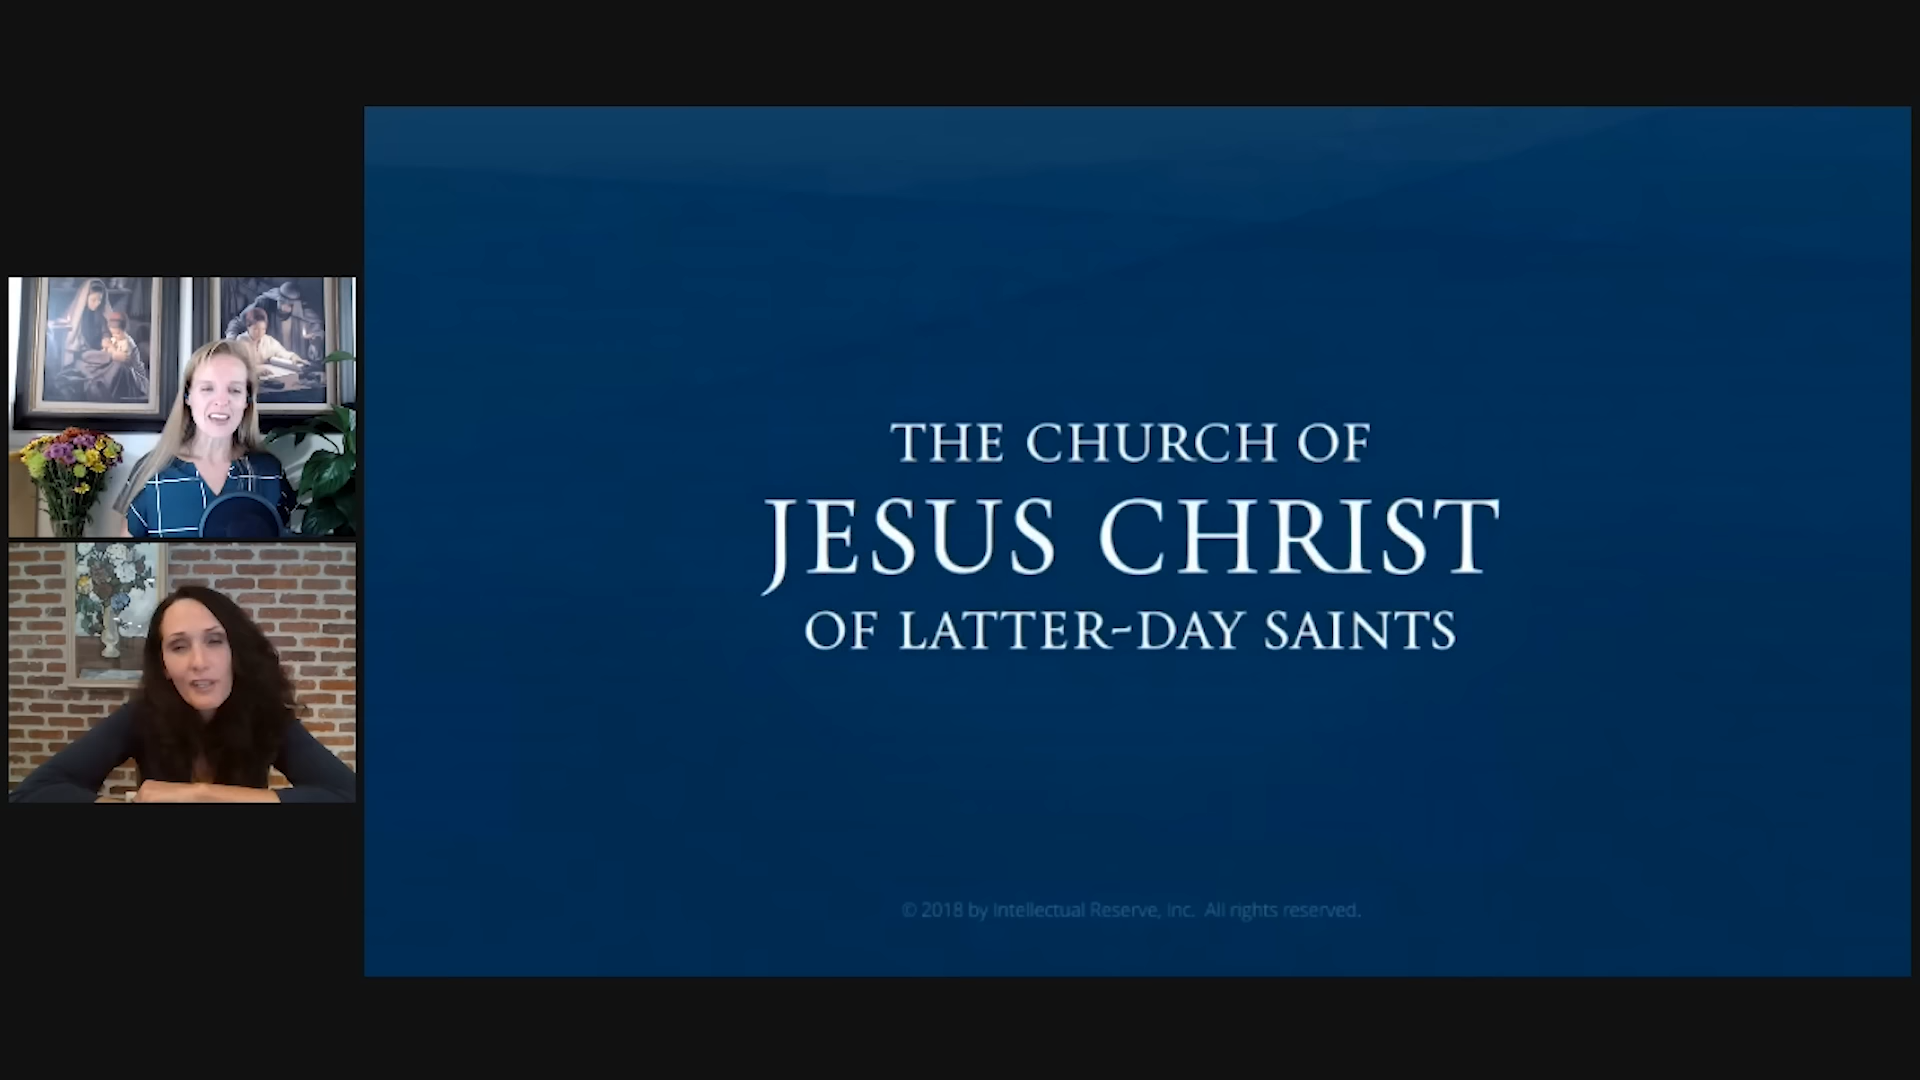 THE CHURCH OF
JESUS CHRIST
OF LATTER-DAY SAINTS
© 2018 by Intellectual Reserve, Inc. All rights reserved.